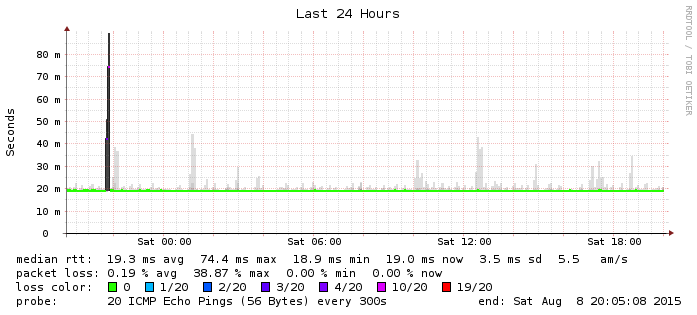 Last 24 Hours
RRDTOOL / TOBI OETIKER
Seconds
80 m
70 m
60 m
50 m
40 m
30 m
20 m
10 m
0
Sat 00:00 Sat 06:00 Sat 12:00 Sat 18:00
median rtt: 19.3 ms avg 74.4 ms max 18.9 ms min 19.0 ms now 3.5 ms sd 5.5 am/s
packet loss: 0.19 % avg 38.87 % max 0.00 % min 0.00 % now
loss color: 0 1/20 2/20 3/20 4/20 10/20 19/20
probe: 20 ICMP Echo Pings (56 Bytes) every 300s end: Sat Aug 8 20:05:08 2015